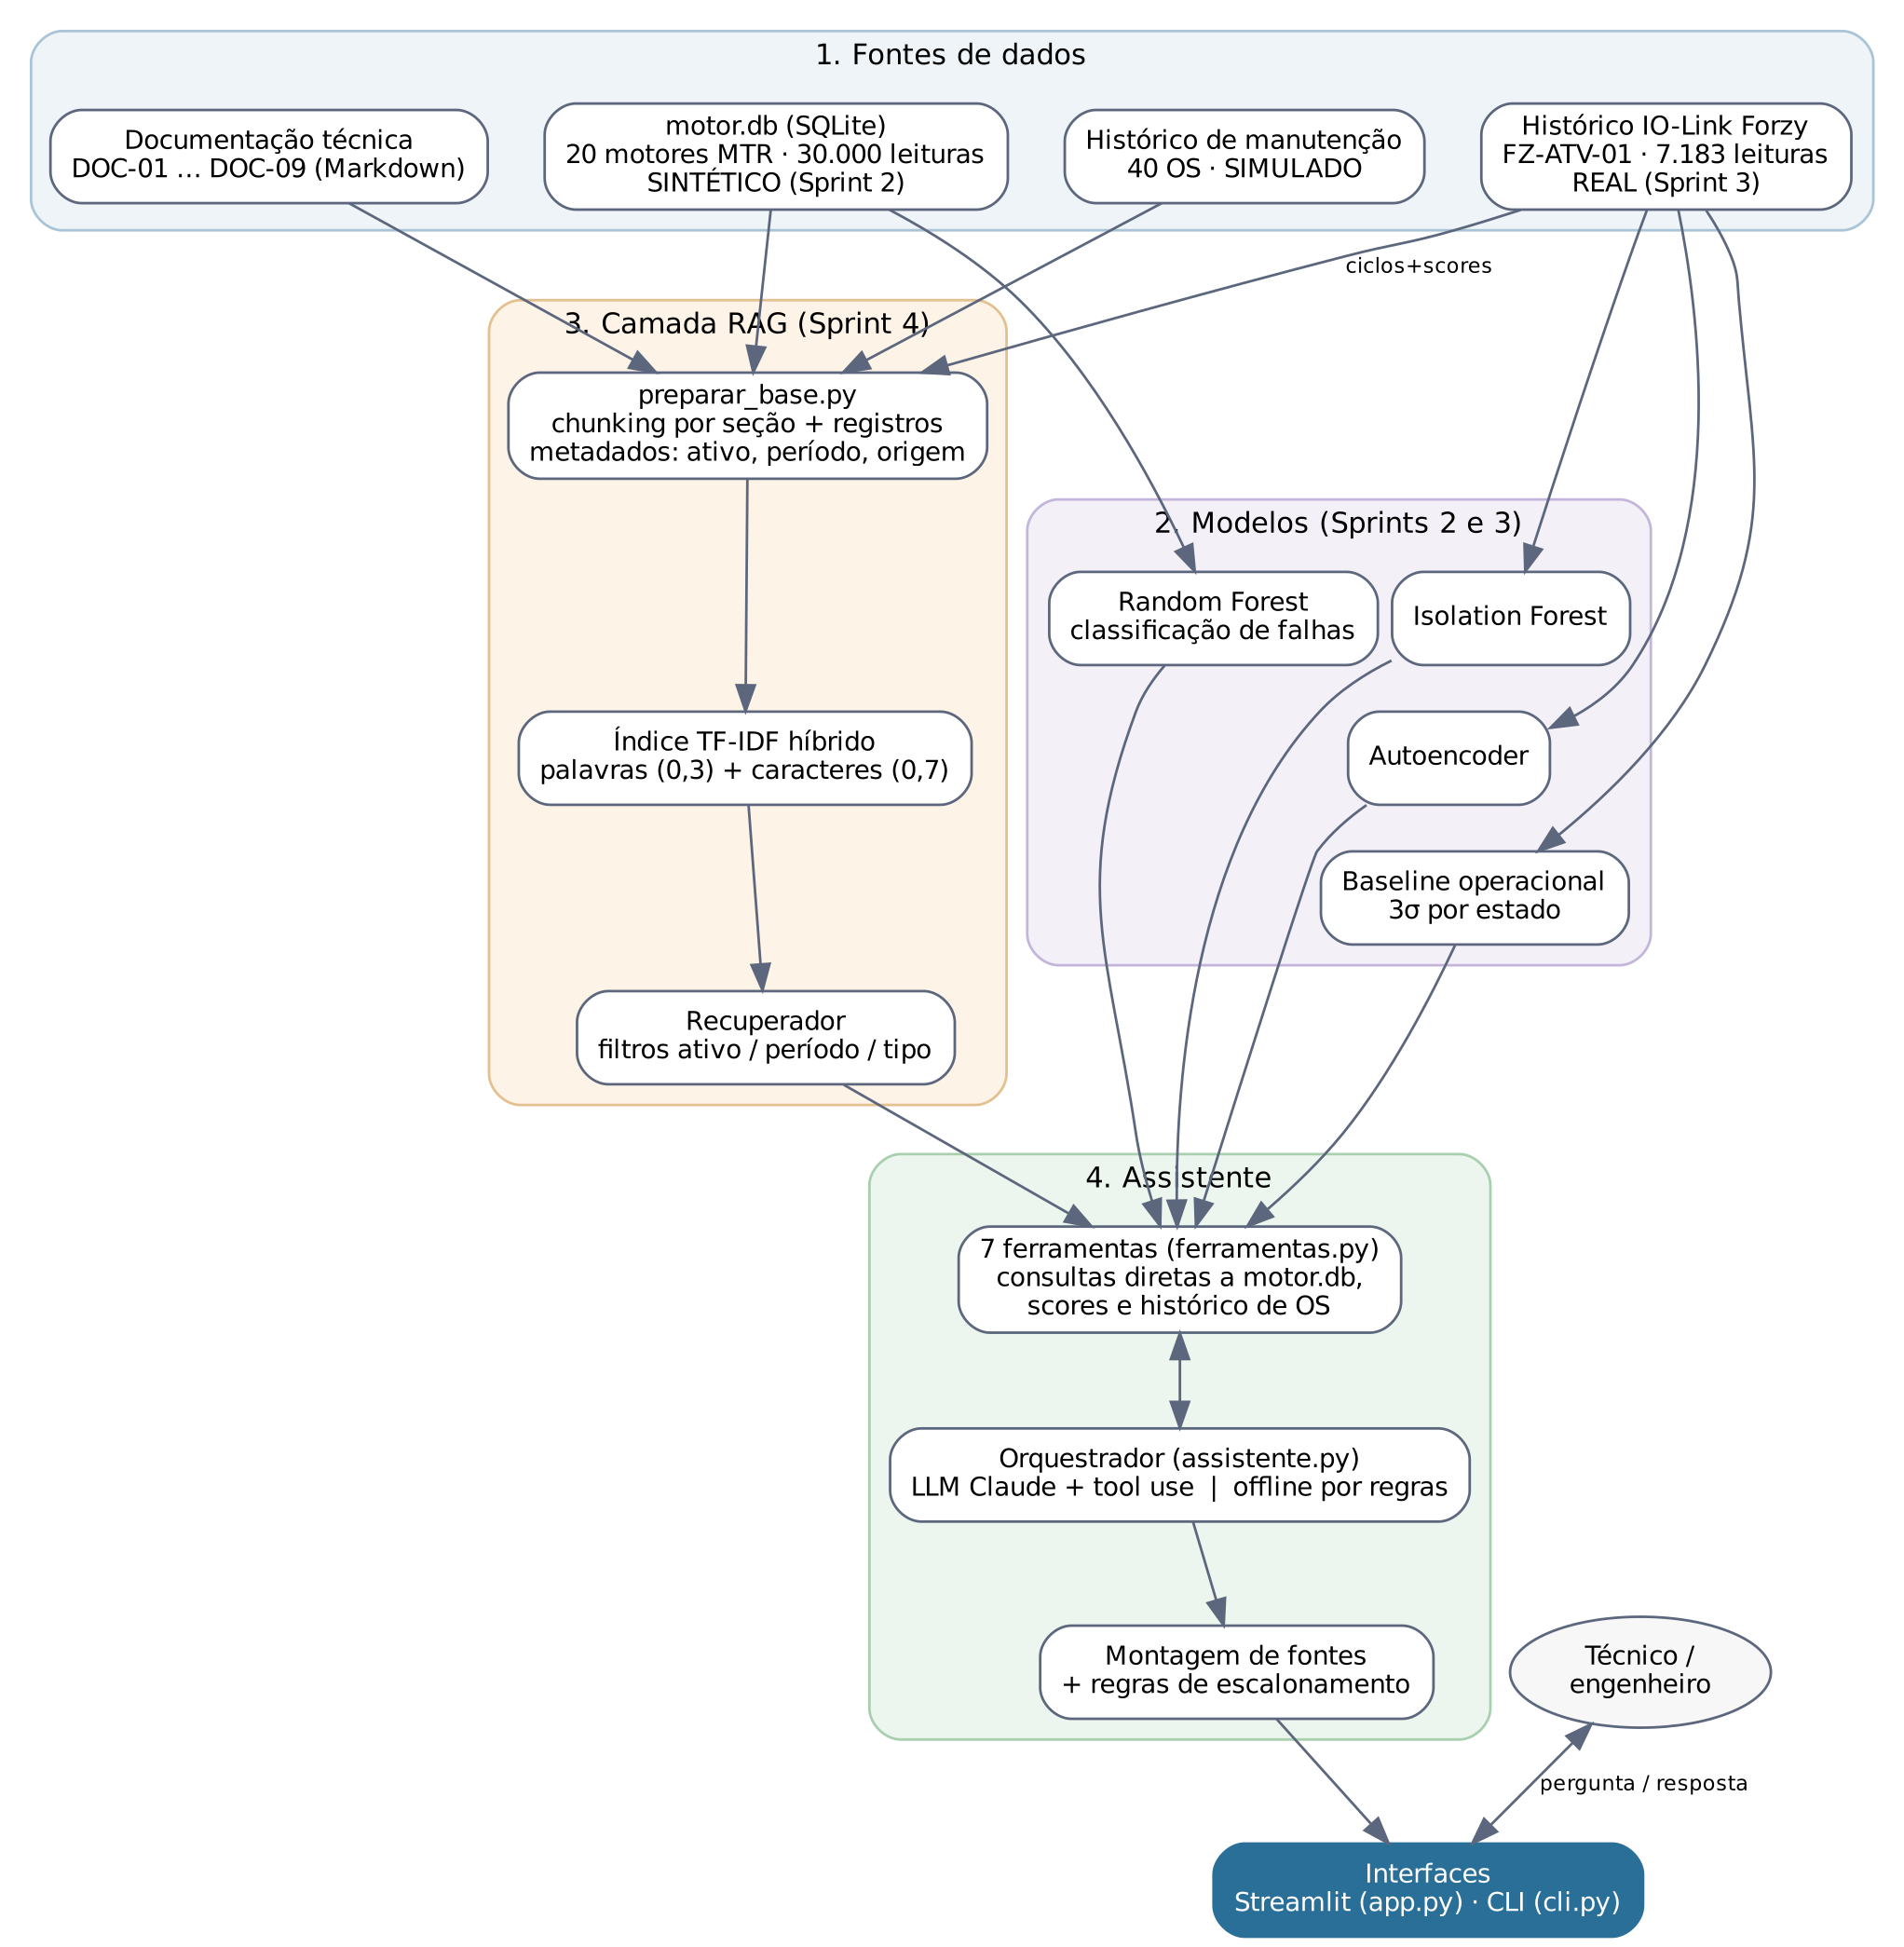 1. Fontes de dados
Documentação técnica
DOC-01 ... DOC-09 (Markdown)
motor.db (SQLite)
20 motores MTR · 30.000 leituras
SINTÉTICO (Sprint 2)
Histórico de manutenção
40 OS · SIMULADO
Histórico IO-Link Forzy
FZ-ATV-01 · 7.183 leituras
REAL (Sprint 3)
ciclos+scores
3. Camada RAG (Sprint 4)
preparar_base.py
chunking por seção + registros
metadados: ativo, período, origem
2. Modelos (Sprints 2 e 3)
Random Forest
classificação de falhas
Isolation Forest
Índice TF-IDF híbrido
palavras (0,3) + caracteres (0,7)
Autoencoder
Baseline operacional
3σ por estado
Recuperador
filtros ativo / período / tipo
4. Assistente
7 ferramentas (ferramentas.py)
consultas diretas a motor.db,
scores e histórico de OS
Orquestrador (assistente.py)
LLM Claude + tool use | offline por regras
Montagem de fontes
+ regras de escalonamento
Técnico /
engenheiro
pergunta / resposta
Interfaces
Streamlit (app.py) · CLI (cli.py)